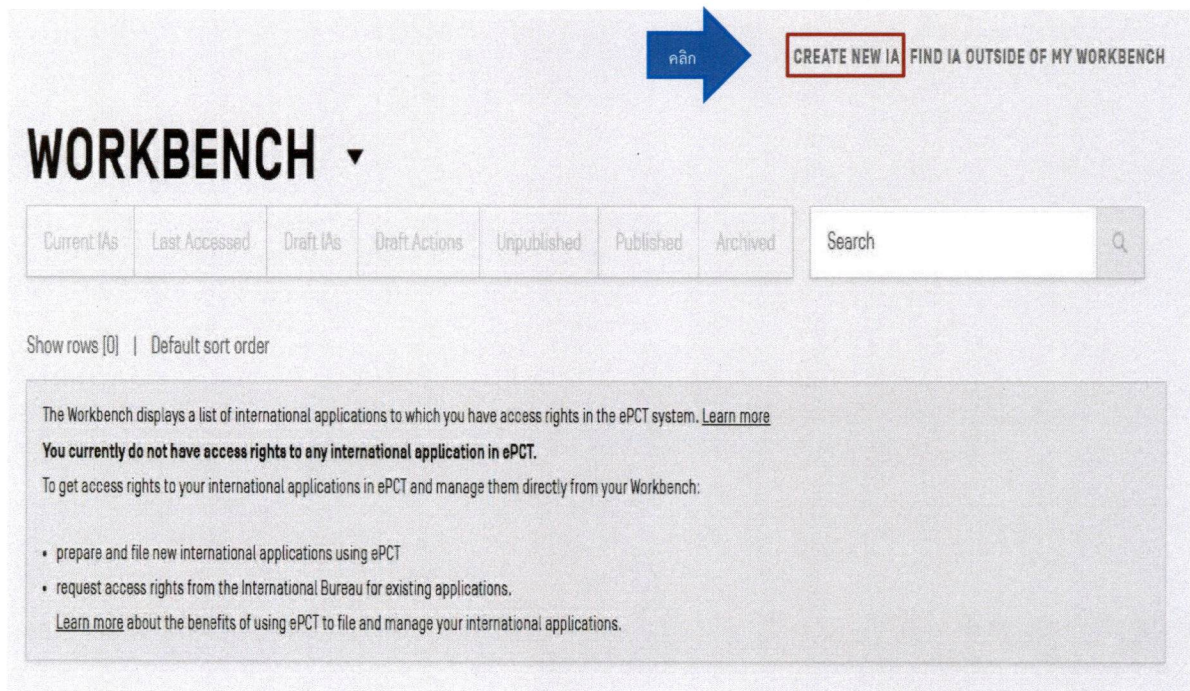 คลิก
CREATE NEW IA FIND IA OUTSIDE OF MY WORKBENCH
WORKBENCH
Current IAs Last Accessed Draft IAs Draft Actions Unpublished Published Archived Search
Show rows [0] | Default sort order
The Workbench displays a list of international applications to which you have access rights in the ePCT system. Learn more
You currently do not have access rights to any international application in ePCT.
To get access rights to your international applications in ePCT and manage them directly from your Workbench:
• prepare and file new international applications using ePCT
• request access rights from the International Bureau for existing applications.
Learn more about the benefits of using ePCT to file and manage your international applications.